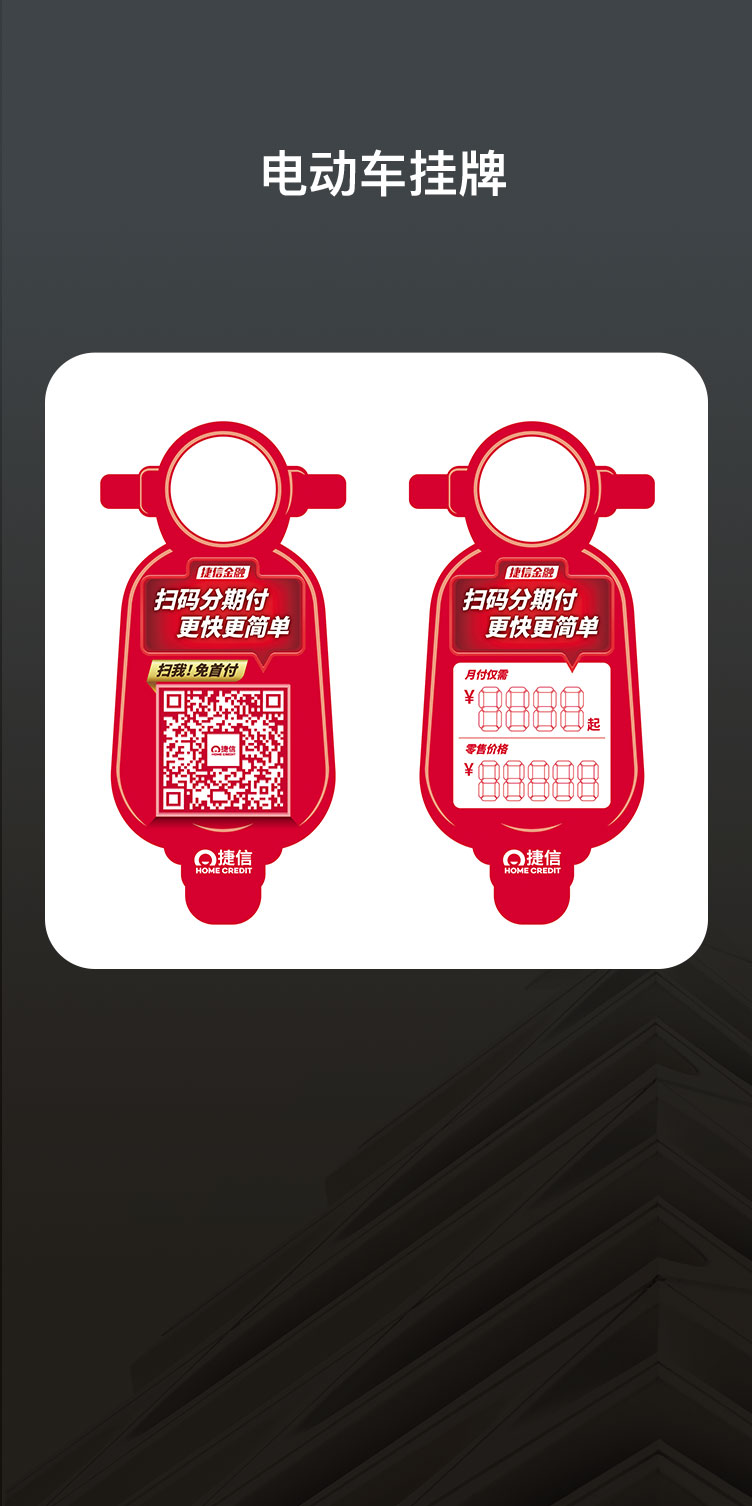 电动车挂牌
捷信金融
扫码分期付
更快更简单
扫我！免首付
捷信
HOME CREDIT
捷信
HOME CREDIT
捷信金融
扫码分期付
更快更简单
月付仅需
¥ 8888 起
零售价格
¥ 88888
捷信
HOME CREDIT